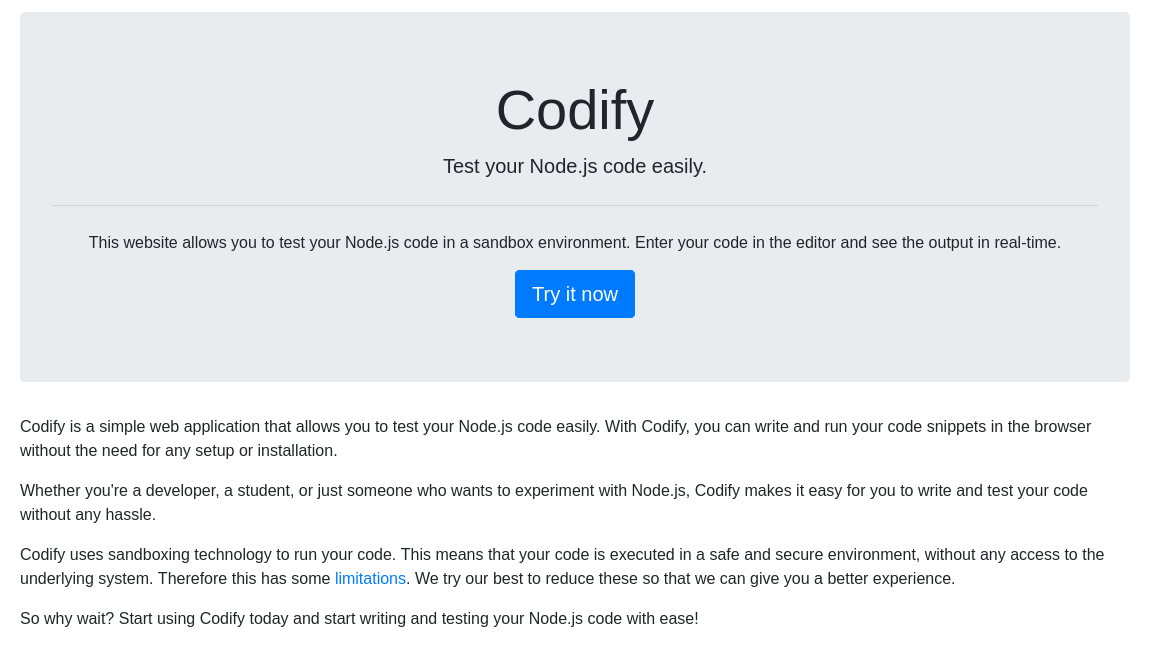 Codify
Test your Node.js code easily.
This website allows you to test your Node.js code in a sandbox environment. Enter your code in the editor and see the output in real-time.
Try it now
Codify is a simple web application that allows you to test your Node.js code easily. With Codify, you can write and run your code snippets in the browser
without the need for any setup or installation.
Whether you're a developer, a student, or just someone who wants to experiment with Node.js, Codify makes it easy for you to write and test your code
without any hassle.
Codify uses sandboxing technology to run your code. This means that your code is executed in a safe and secure environment, without any access to the
underlying system. Therefore this has some limitations. We try our best to reduce these so that we can give you a better experience.
So why wait? Start using Codify today and start writing and testing your Node.js code with ease!